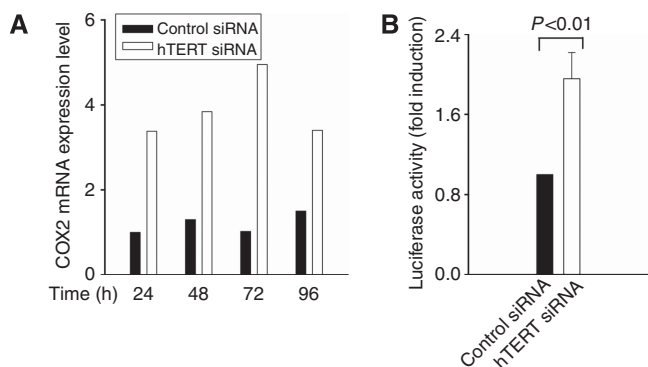 A
COX2 mRNA expression level
6
4
2
0
Control siRNA
hTERT siRNA
Time (h) 24 48 72 96
B
Luciferase activity (fold induction)
2.4
1.6
0.8
0.0
P<0.01
Control siRNA
hTERT siRNA